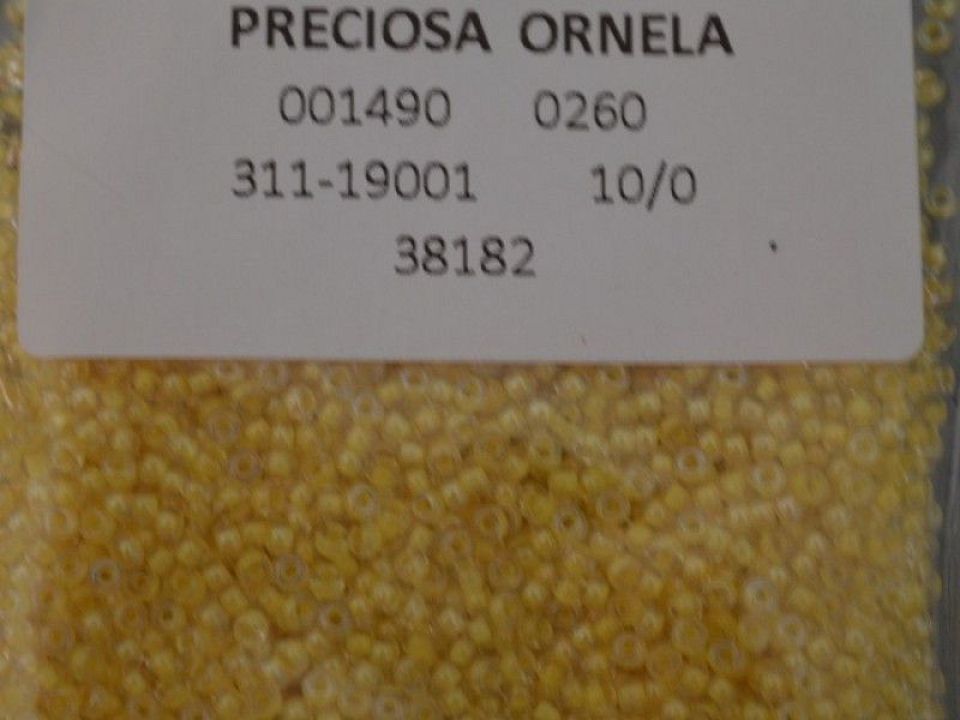 PRECIOSA ORNELA
001490 0260
311-19001 10/0
38182